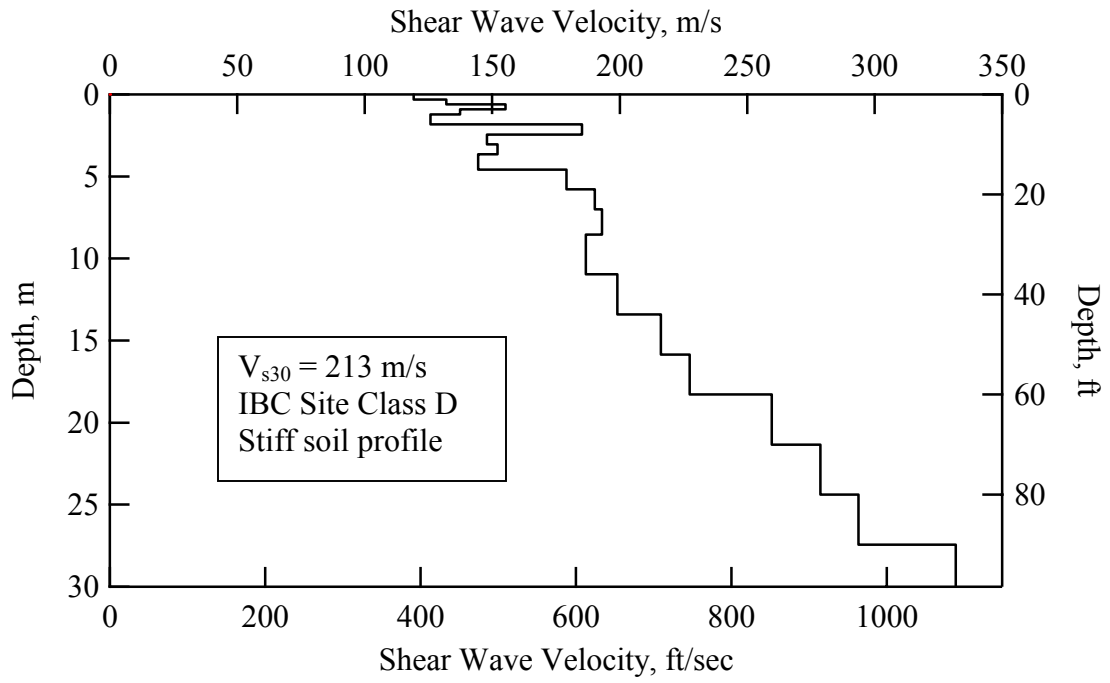 Shear Wave Velocity, m/s
0 50 100 150 200 250 300 350
0
5
10
15
20
25
30
Depth, m
0
20
40
60
80
Depth, ft
V_{s30} = 213 m/s
IBC Site Class D
Stiff soil profile
0 200 400 600 800 1000
Shear Wave Velocity, ft/sec